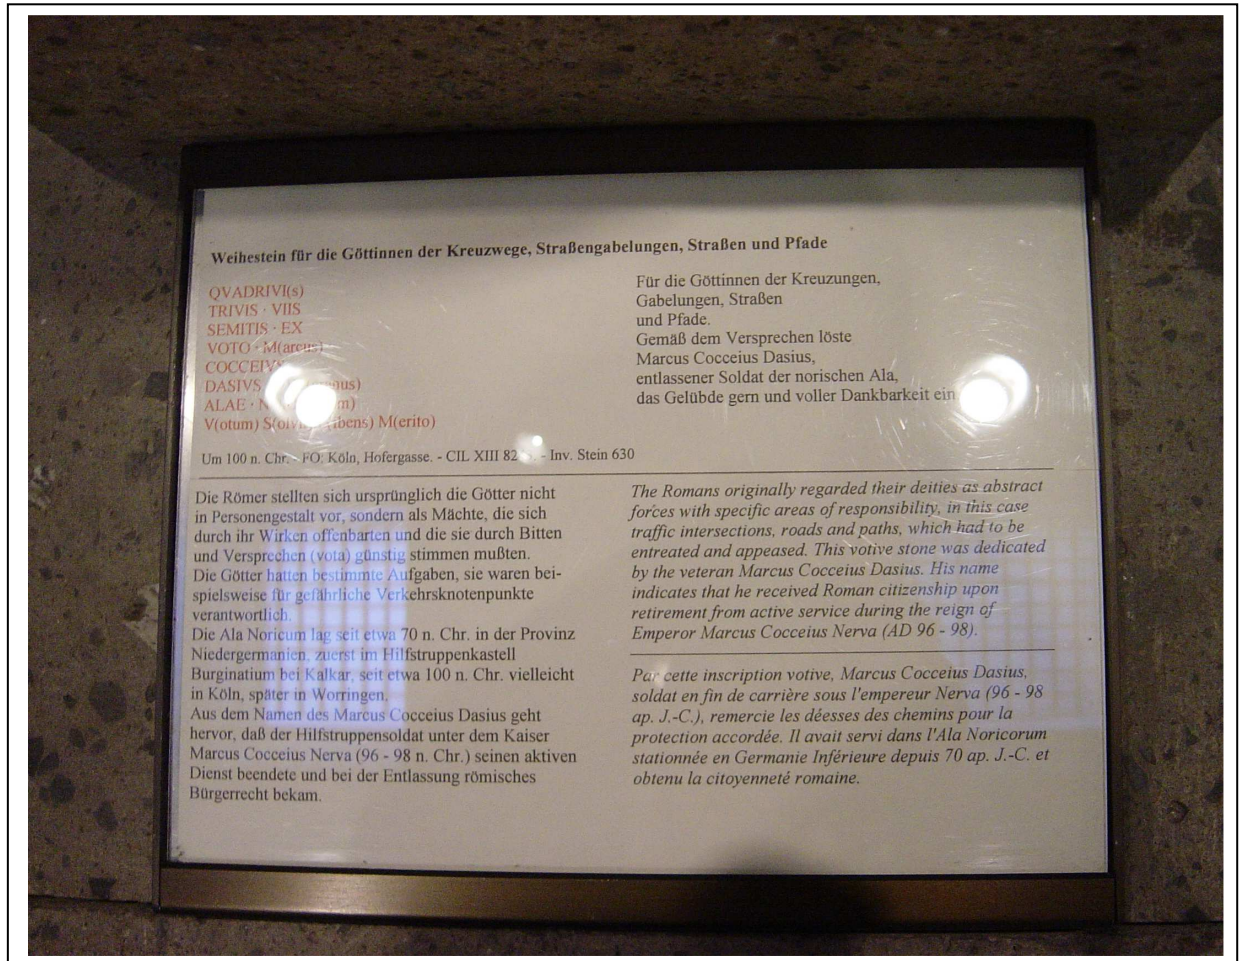 Weihestein für die Göttinnen der Kreuzwege, Straßengabelungen, Straßen und Pfade
QVADRIVI(s)
TRIVIS · VIIS
SEMITIS · EX
VOTO · M(arcus)
COCCEIVS
DASIVS
ALAE ·
V(otum) M(erito)
Für die Göttinnen der Kreuzungen,
Gabelungen, Straßen
und Pfade.
Gemäß dem Versprechen löste
Marcus Cocceius Dasius,
entlassener Soldat der norischen Ala,
das Gelübde gern und voller Dankbarkeit ein
Um 100 n. Chr. - FO: Köln, Hofergasse. - CIL XIII - Inv. Stein 630
Die Römer stellten sich ursprünglich die Götter nicht
in Personengestalt vor, sondern als Mächte, die sich
durch ihr Wirken offenbarten und die sie durch Bitten
und Versprechen (vota) günstig stimmen mußten.
Die Götter hatten bestimmte Aufgaben, sie waren bei-
spielsweise für gefährliche Verkehrsknotenpunkte
verantwortlich.
Die Ala Noricum lag seit etwa 70 n. Chr. in der Provinz
Niedergermanien, zuerst im Hilfstruppenkastell
Burginatium bei Kalkar, seit etwa 100 n. Chr. vielleicht
in Köln, später in Worringen.
Aus dem Namen des Marcus Cocceius Dasius geht
hervor, daß der Hilfstruppensoldat unter dem Kaiser
Marcus Cocceius Nerva (96 - 98 n. Chr.) seinen aktiven
Dienst beendete und bei der Entlassung römisches
Bürgerrecht bekam.
The Romans originally regarded their deities as abstract
forces with specific areas of responsibility, in this case
traffic intersections, roads and paths, which had to be
entreated and appeased. This votive stone was dedicated
by the veteran Marcus Cocceius Dasius. His name
indicates that he received Roman citizenship upon
retirement from active service during the reign of
Emperor Marcus Cocceius Nerva (AD 96 - 98).
Par cette inscription votive, Marcus Cocceius Dasius,
soldat en fin de carrière sous l'empereur Nerva (96 - 98
ap. J.-C.), remercie les déesses des chemins pour la
protection accordée. Il avait servi dans l'Ala Noricorum
stationnée en Germanie Inférieure depuis 70 ap. J.-C. et
obtenu la citoyenneté romaine.